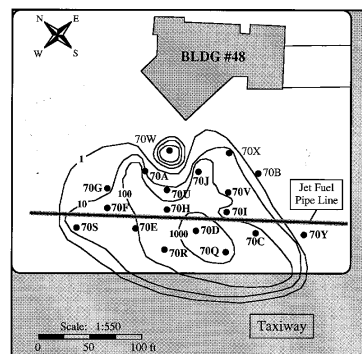 N E
W S
BLDG #48
70W
1
70A
70J
70X
70B
70G
100
70U
70V
Jet Fuel
Pipe Line
10
70F
70H
70I
70S
70E
1000
70D
70C
70Y
70R
70Q
Taxiway
Scale: 1:550
0 50 100 ft